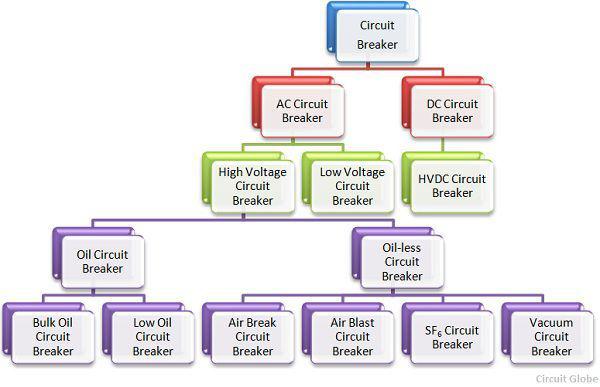 Circuit
Breaker
AC Circuit
Breaker
DC Circuit
Breaker
High Voltage
Circuit
Breaker
Low Voltage
Circuit
Breaker
HVDC Circuit
Breaker
Oil Circuit
Breaker
Oil-less
Circuit
Breaker
Bulk Oil
Circuit
Breaker
Low Oil
Circuit
Breaker
Air Break
Circuit
Breaker
Air Blast
Circuit
Breaker
SF₆ Circuit
Breaker
Vacuum
Circuit
Breaker
Circuit Globe